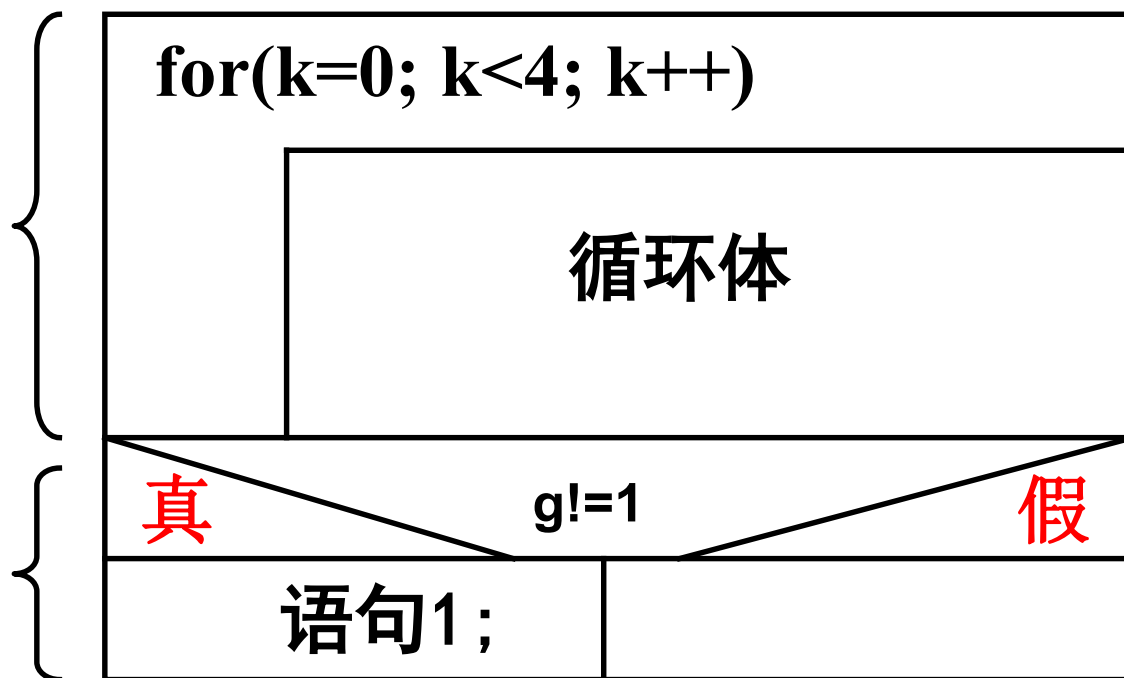 for(k=0; k<4; k++)
循环体
真 g!=1 假
语句1;